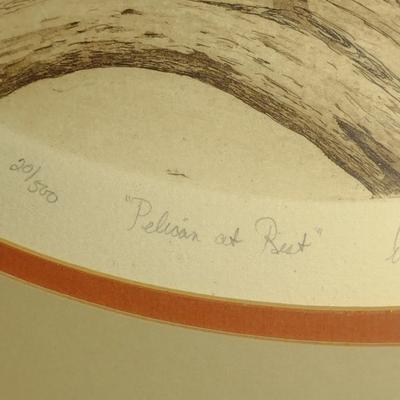 20/500 "Pelican at Rest"